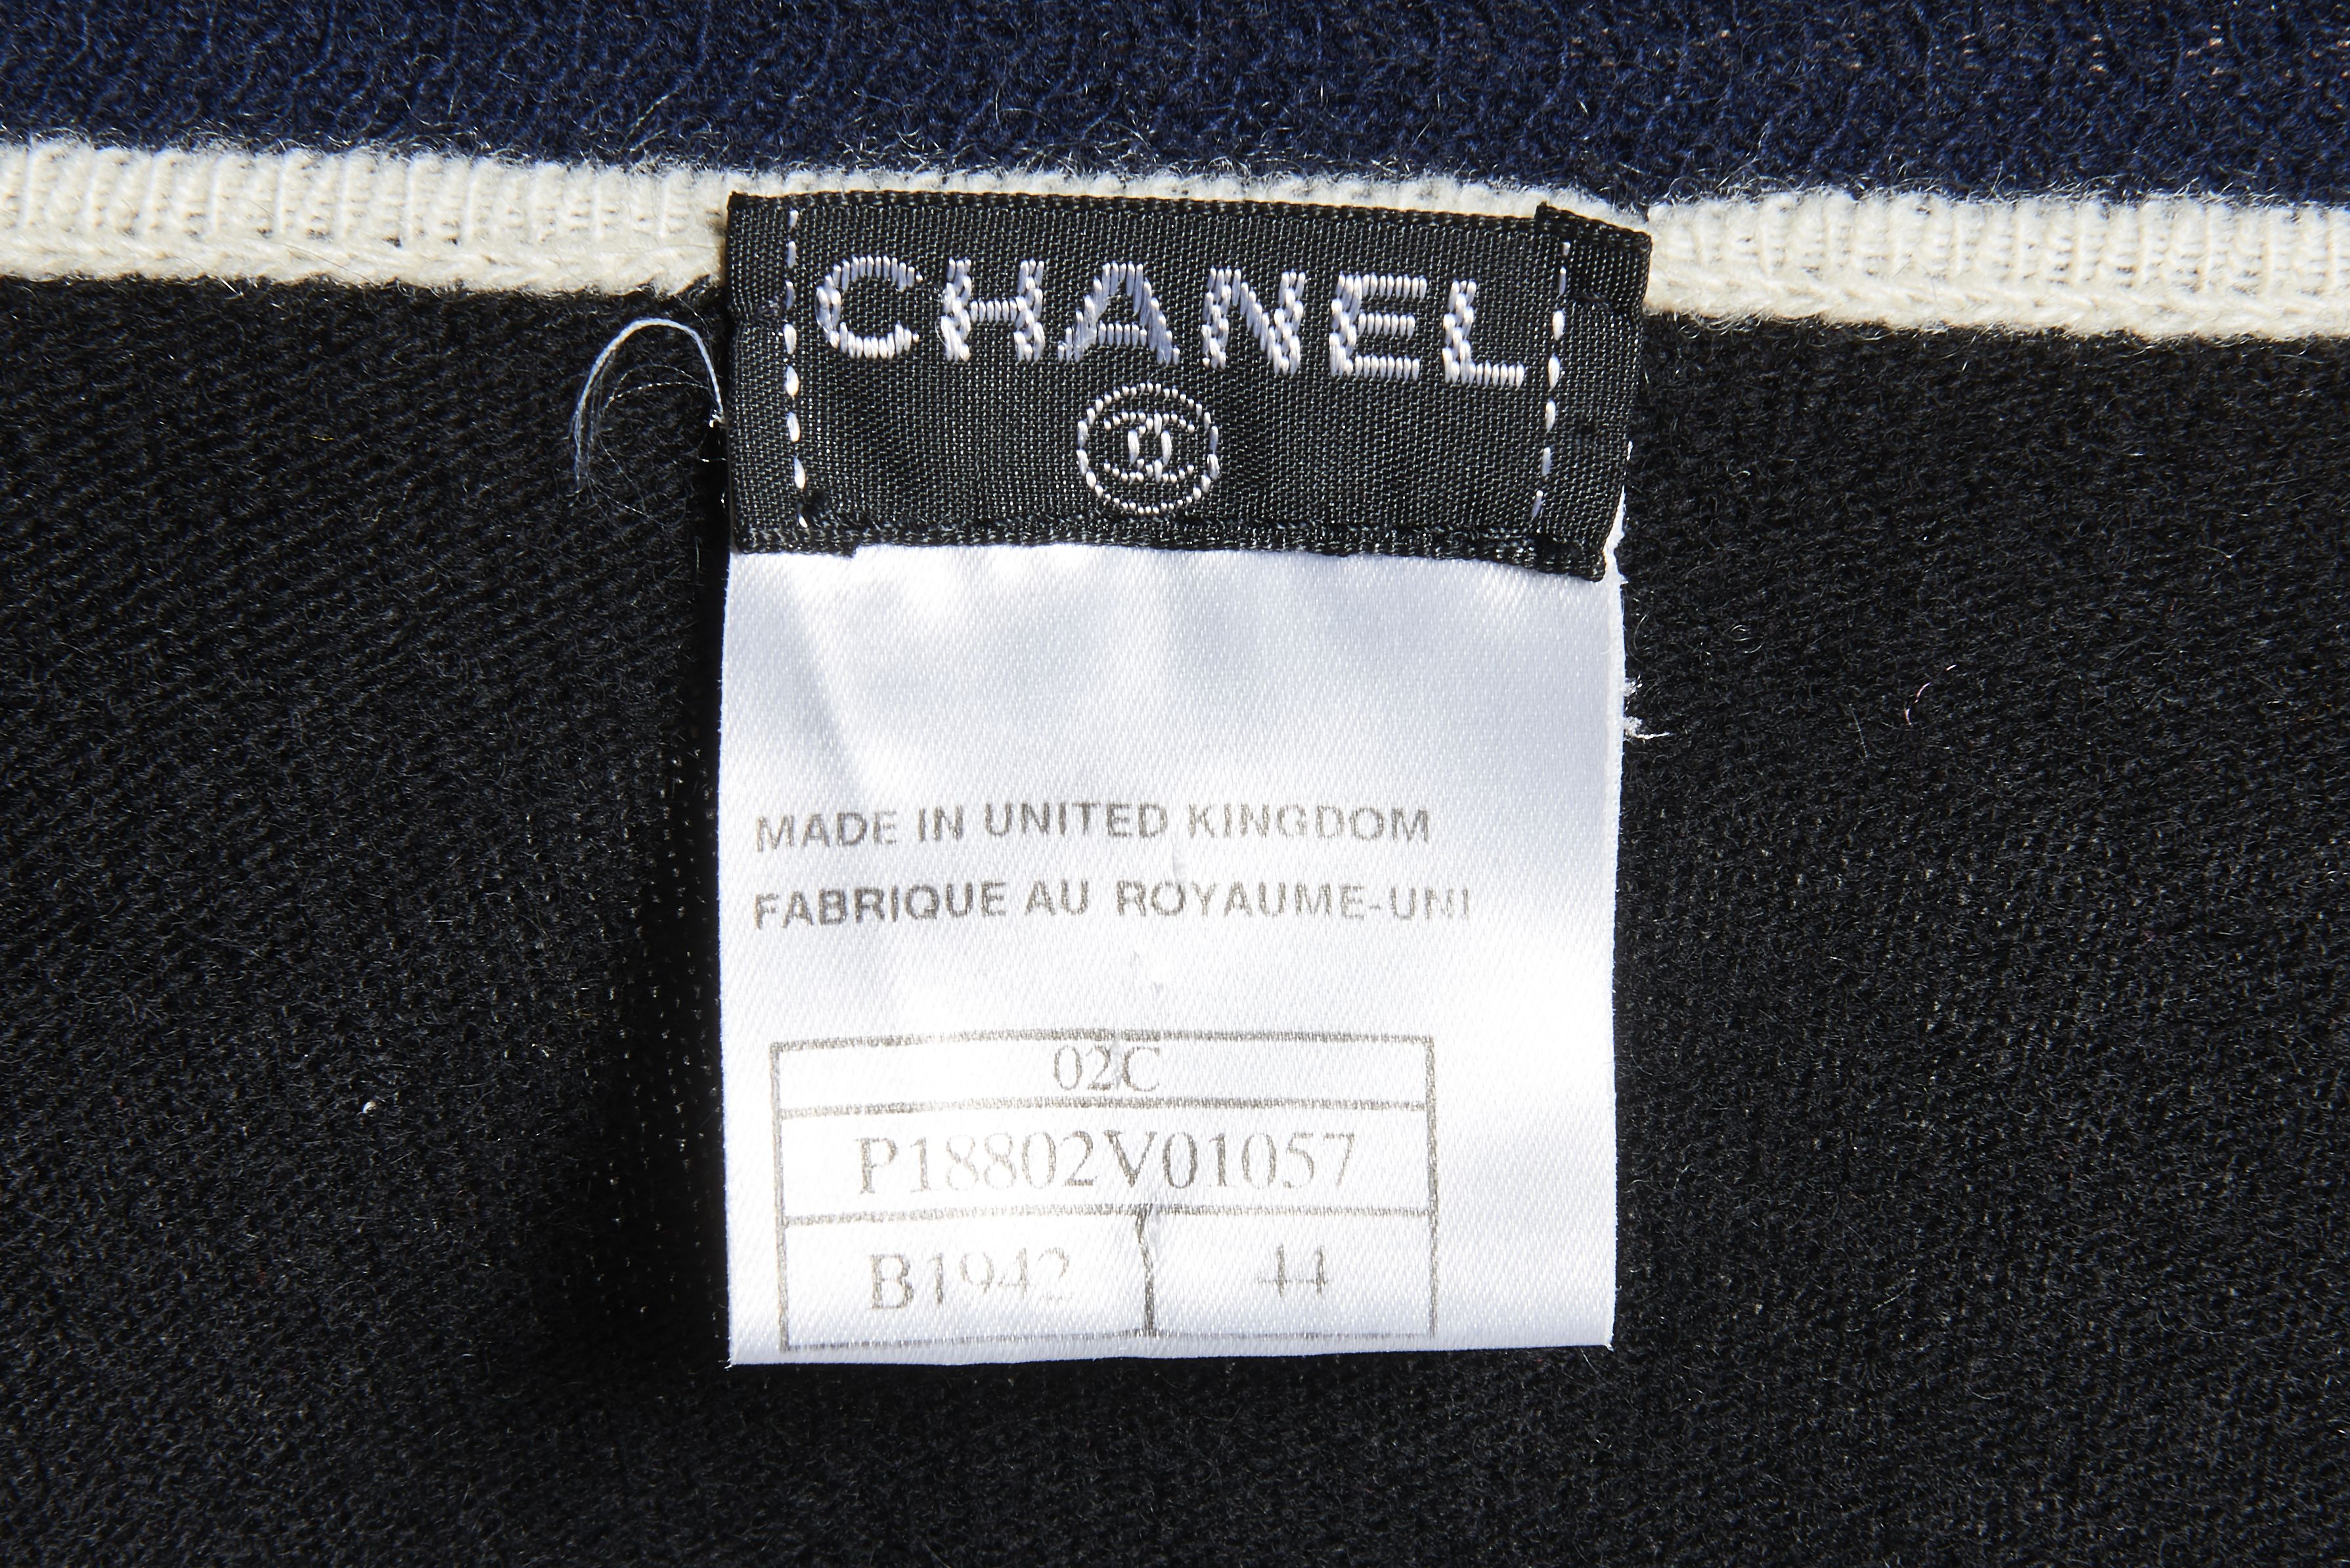 CHANEL
MADE IN UNITED KINGDOM
FABRIQUE AU ROYAUME-UNI
02C
P18802V01057
B1942 44